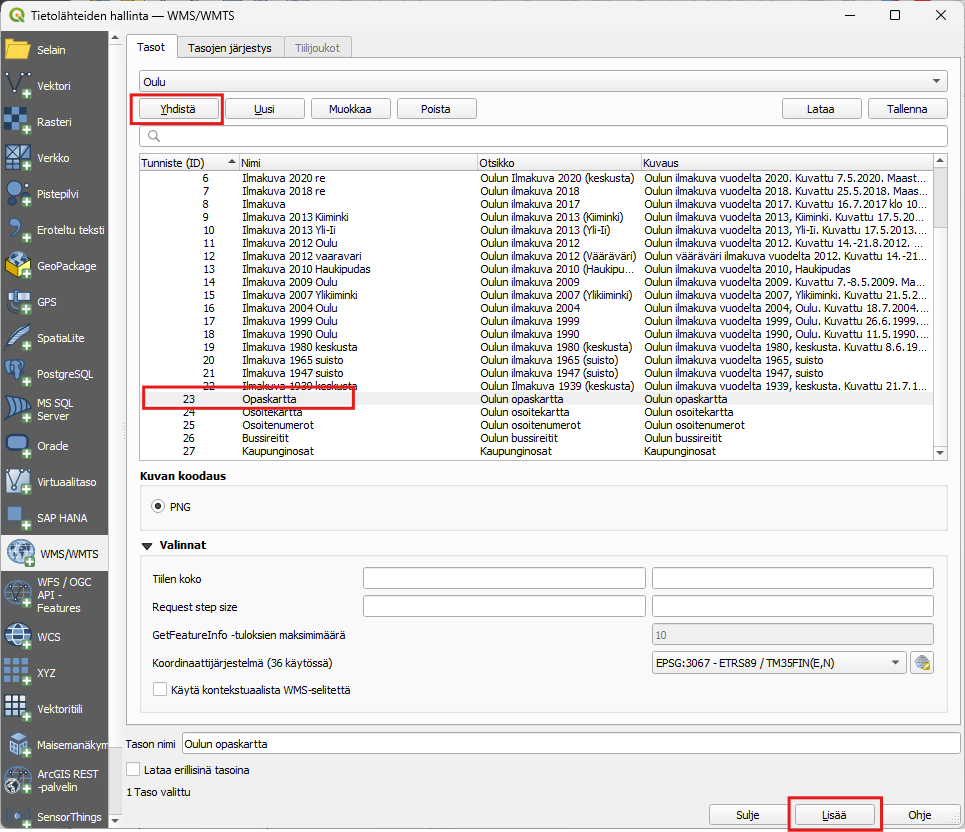 Tietolähteiden hallinta — WMS/WMTS
Selain
Vektori
Rasteri
Verkko
Pistepilvi
Eroteltu teksti
GeoPackage
GPS
SpatiaLite
PostgreSQL
MS SQL
Server
Oracle
Virtuaalitaso
SAP HANA
WMS/WMTS
WFS / OGC
API -
Features
WCS
XYZ
Vektoritiili
Maisemanäkym
ArcGIS REST
-palvelin
SensorThings
Tasot Tasojen järjestys Tiilijoukot
Oulu
Yhdistä Uusi Muokkaa Poista Lataa Tallenna
Tunniste (ID) Nimi Otsikko Kuvaus
6 Ilmakuva 2020 re Oulun Ilmakuva 2020 (keskusta) Oulun ilmakuva vuodelta 2020. Kuvattu 7.5.2020. Maast...
7 Ilmakuva 2018 re Oulun ilmakuva 2018 Oulun ilmakuva vuodelta 2018. Kuvattu 25.5.2018. Maas...
8 Ilmakuva Oulun ilmakuva 2017 Oulun ilmakuva vuodelta 2017. Kuvattu 16.7.2017 klo 10...
9 Ilmakuva 2013 Kiiminki Oulun ilmakuva 2013 (Kiiminki) Oulun ilmakuva vuodelta 2013, Kiiminki. Kuvattu 17.5.20...
10 Ilmakuva 2013 Yli-Ii Oulun ilmakuva 2013 (Yli-Ii) Oulun ilmakuva vuodelta 2013, Yli-Ii. Kuvattu 17.5.2013....
11 Ilmakuva 2012 Oulu Oulun ilmakuva 2012 Oulun ilmakuva vuodelta 2012. Kuvattu 14.-21.8.2012. ...
12 Ilmakuva 2012 vaaravari Oulun ilmakuva 2012 (Vääräväri) Oulun vääräväri ilmakuva vuodelta 2012. Kuvattu 14.-21...
13 Ilmakuva 2010 Haukipudas Oulun ilmakuva 2010 (Haukipu... Oulun ilmakuva vuodelta 2010, Haukipudas
14 Ilmakuva 2009 Oulu Oulun ilmakuva 2009 Oulun ilmakuva vuodelta 2009. Kuvattu 7.-8.5.2009. Ma...
15 Ilmakuva 2007 Ylikiiminki Oulun ilmakuva 2007 (Ylikiiminki) Oulun ilmakuva vuodelta 2007, Ylikiiminki. Kuvattu 21.5.2...
16 Ilmakuva 2004 Oulu Oulun ilmakuva 2004 Oulun ilmakuva vuodelta 2004, Oulu. Kuvattu 18.7.2004....
17 Ilmakuva 1999 Oulu Oulun ilmakuva 1999 Oulun ilmakuva vuodelta 1999, Oulu. Kuvattu 26.6.1999....
18 Ilmakuva 1990 Oulu Oulun ilmakuva 1990 Oulun ilmakuva vuodelta 1990, Oulu. Kuvattu 11.5.1990....
19 Ilmakuva 1980 keskusta Oulun ilmakuva 1980 (keskusta) Oulun ilmakuva vuodelta 1980, keskusta. Kuvattu 8.6.19...
20 Ilmakuva 1965 suisto Oulun ilmakuva 1965 (suisto) Oulun ilmakuva vuodelta 1965, suisto
21 Ilmakuva 1947 suisto Oulun ilmakuva 1947 (suisto) Oulun ilmakuva vuodelta 1947, suisto
22 Ilmakuva 1939 keskusta Oulun Ilmakuva 1939 (keskusta) Oulun ilmakuva vuodelta 1939, keskusta. Kuvattu 21.7.1...
23 Opaskartta Oulun opaskartta Oulun opaskartta
24 Osoitekartta Oulun osoitekartta Oulun osoitekartta
25 Osoitenumerot Oulun osoitenumerot Oulun osoitenumerot
26 Bussireitit Oulun bussireitit Oulun bussireitit
27 Kaupunginosat Oulun kaupunginosat Oulun kaupunginosat
Kuvan koodaus
PNG
Valinnat
Tiilen koko
Request step size
GetFeatureInfo -tuloksien maksimimäärä 10
Koordinaattijärjestelmä (36 käytössä) EPSG:3067 - ETRS89 / TM35FIN(E,N)
Käytä kontekstuaalista WMS-selitettä
Tason nimi Oulun opaskartta
Lataa erillisinä tasoina
1 Taso valittu
Sulje Lisää Ohje